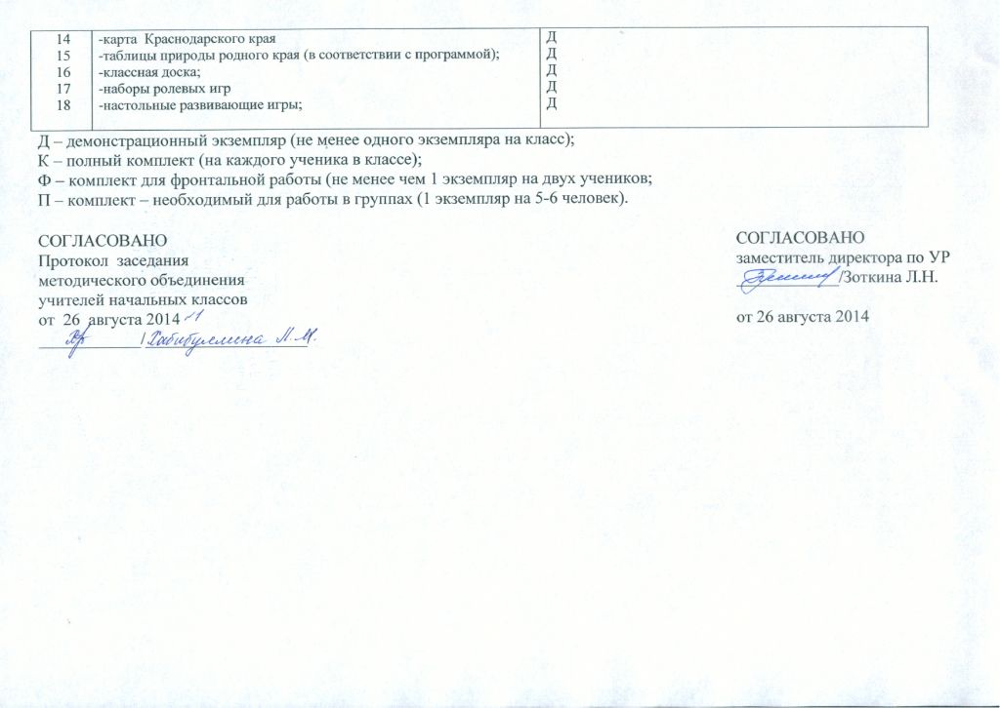 14 -карта Краснодарского края Д
15 -таблицы природы родного края (в соответствии с программой); Д
16 -классная доска; Д
17 -наборы ролевых игр Д
18 -настольные развивающие игры; Д
Д – демонстрационный экземпляр (не менее одного экземпляра на класс);
К – полный комплект (на каждого ученика в классе);
Ф – комплект для фронтальной работы (не менее чем 1 экземпляр на двух учеников;
П – комплект – необходимый для работы в группах (1 экземпляр на 5-6 человек).
СОГЛАСОВАНО
Протокол заседания
методического объединения
учителей начальных классов
от 26 августа 2014
/ Хабибуллина Л.М.
СОГЛАСОВАНО
заместитель директора по УР
/Зоткина Л.Н.
от 26 августа 2014